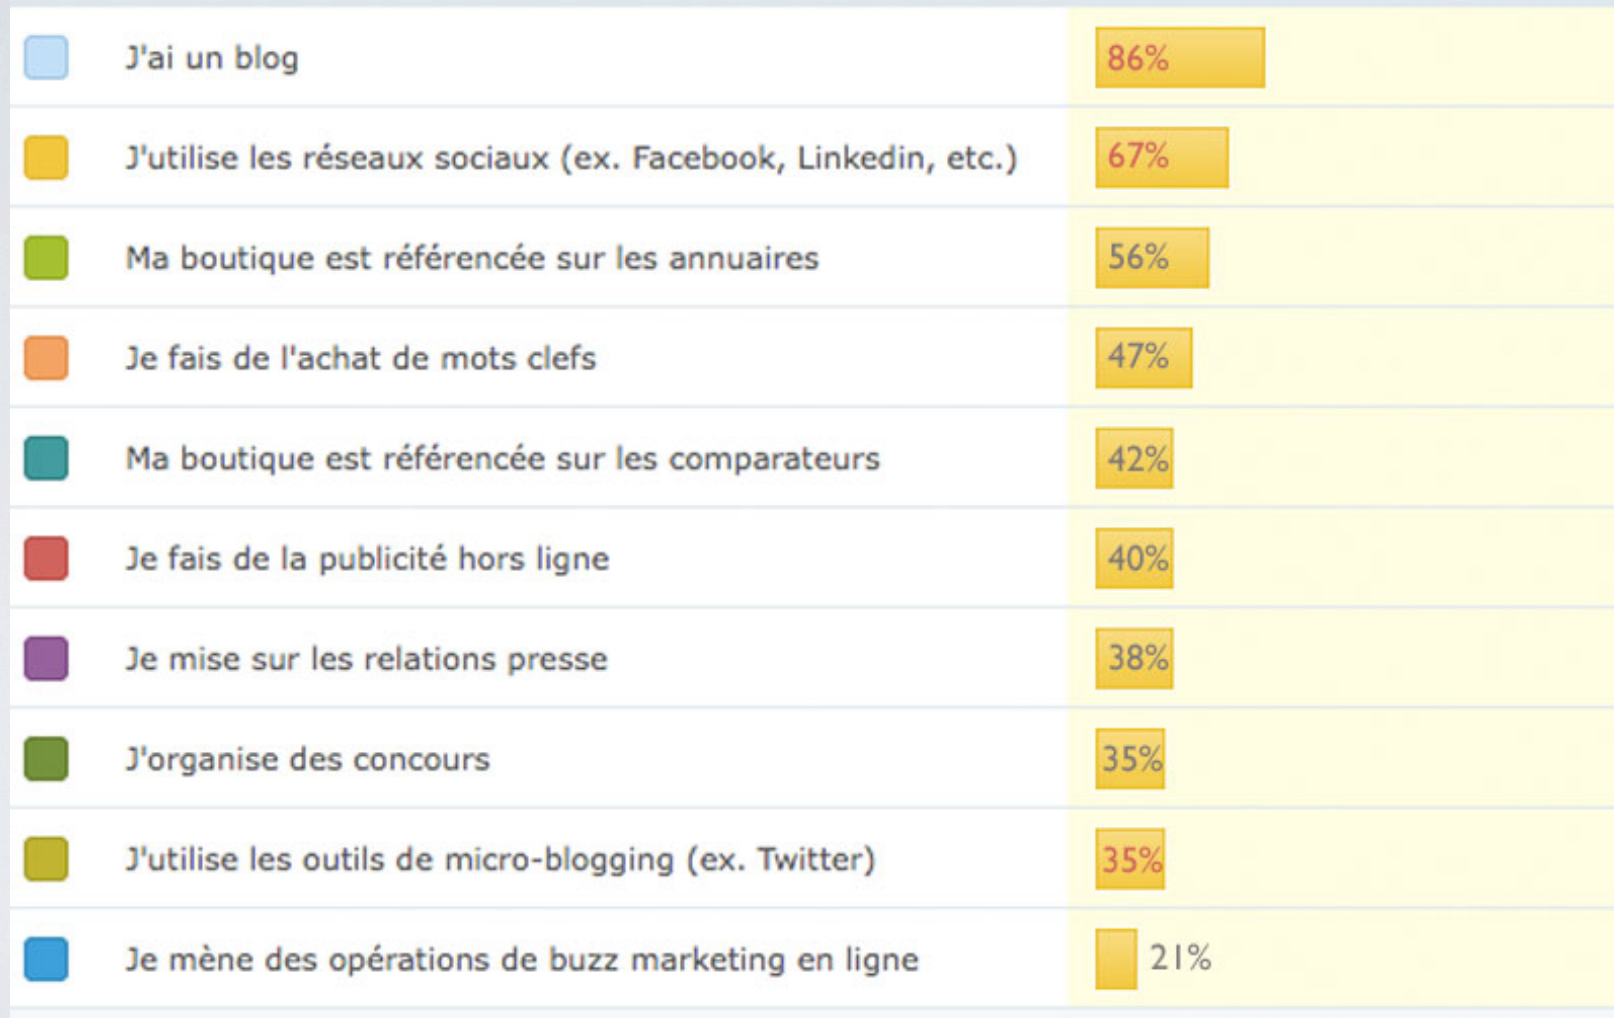 J'ai un blog 86%
J'utilise les réseaux sociaux (ex. Facebook, Linkedin, etc.) 67%
Ma boutique est référencée sur les annuaires 56%
Je fais de l'achat de mots clefs 47%
Ma boutique est référencée sur les comparateurs 42%
Je fais de la publicité hors ligne 40%
Je mise sur les relations presse 38%
J'organise des concours 35%
J'utilise les outils de micro-blogging (ex. Twitter) 35%
Je mène des opérations de buzz marketing en ligne 21%